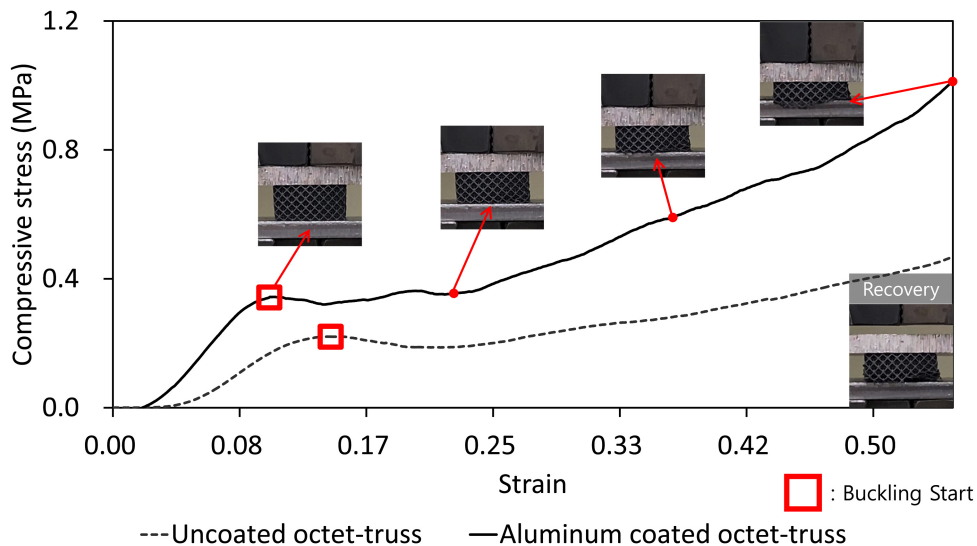 1.2
0.8
0.4
0.0
Compressive stress (MPa)
Recovery
0.00
0.08
0.17
0.25
0.33
0.42
0.50
Strain
: Buckling Start
Uncoated octet-truss
Aluminum coated octet-truss